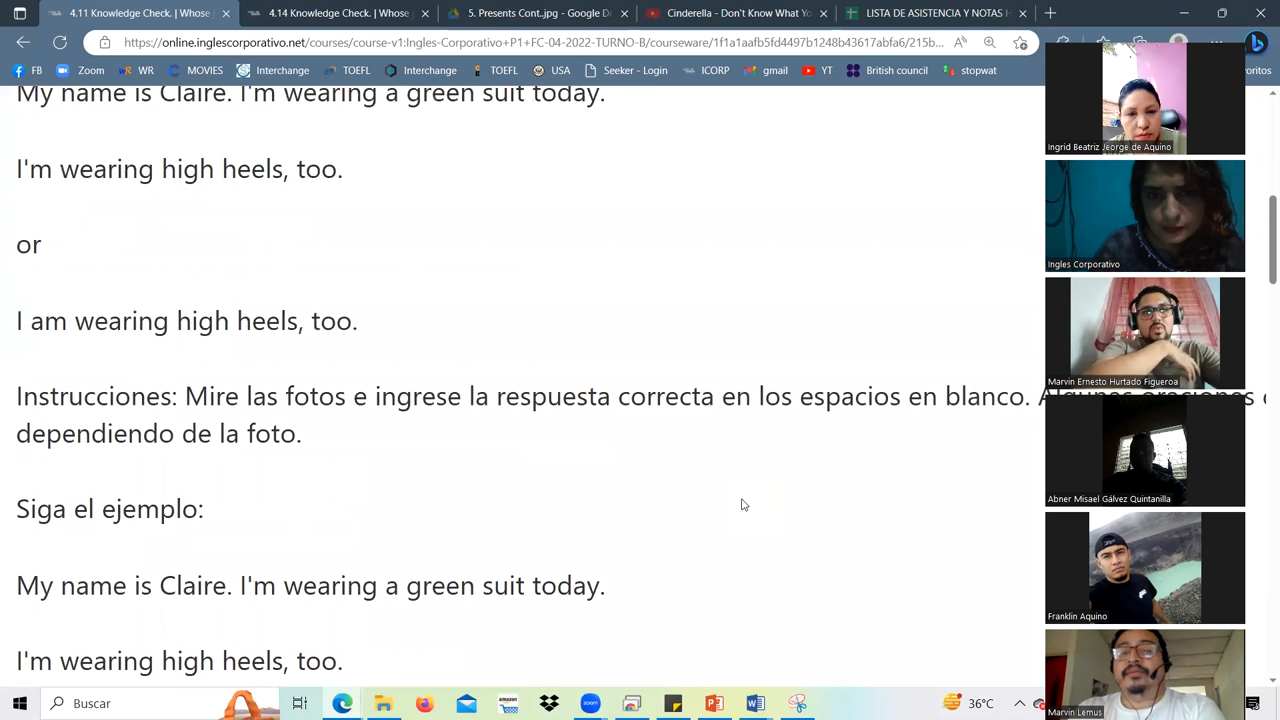 4.11 Knowledge Check. | Whose j
4.14 Knowledge Check: | Whose j
5. Presents Cont.jpg - Google Dr
Cinderella - Don't Know What Yo
LISTA DE ASISTENCIA Y NOTAS H
https://online.inglescorporativo.net/courses/course-v1:Ingles-Corporativo+P1+FC-04-2022-TURNO-B/courseware/1f1a1aafb5fd4497b1248b43617abfa6/215b...
FB
Zoom
WR
MOVIES
Interchange
TOEFL
Interchange
TOEFL
USA
Seeker - Login
ICORP
gmail
YT
British council
stopwat
oritos
My name is Claire. I'm wearing a green suit today.
I'm wearing high heels, too.
or
I am wearing high heels, too.
Instrucciones: Mire las fotos e ingrese la respuesta correcta en los espacios en blanco. Algunas oraciones
dependiendo de la foto.
Siga el ejemplo:
My name is Claire. I'm wearing a green suit today.
I'm wearing high heels, too.
Ingrid Beatriz Jeorge de Aquino
Ingles Corporativo
Marvin Ernesto Hurtado Figueroa
Abner Misael Gálvez Quintanilla
Franklin Aquino
Marvin Lemus
Buscar
amazon
36°C